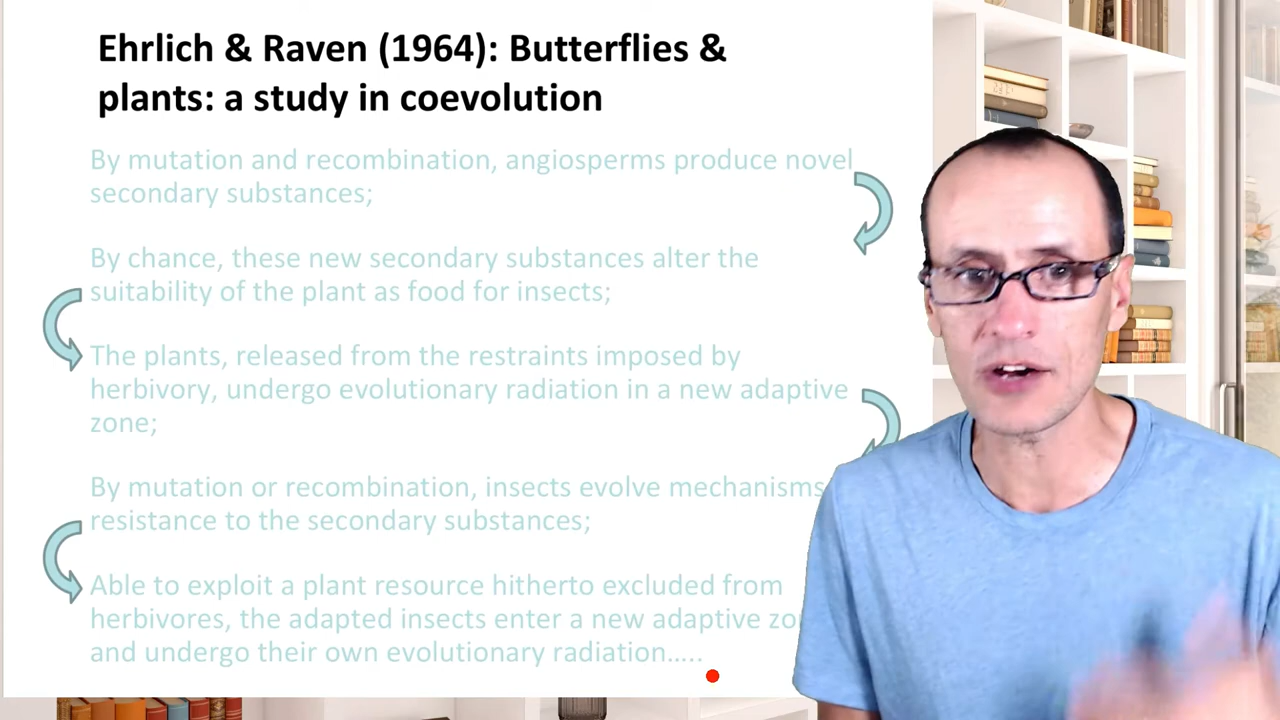 Ehrlich & Raven (1964): Butterflies &
plants: a study in coevolution
By mutation and recombination, angiosperms produce novel
secondary substances;
By chance, these new secondary substances alter the
suitability of the plant as food for insects;
The plants, released from the restraints imposed by
herbivory, undergo evolutionary radiation in a new adaptive
zone;
By mutation or recombination, insects evolve mechanisms
resistance to the secondary substances;
Able to exploit a plant resource hitherto excluded from
herbivores, the adapted insects enter a new adaptive
and undergo their own evolutionary radiation…..